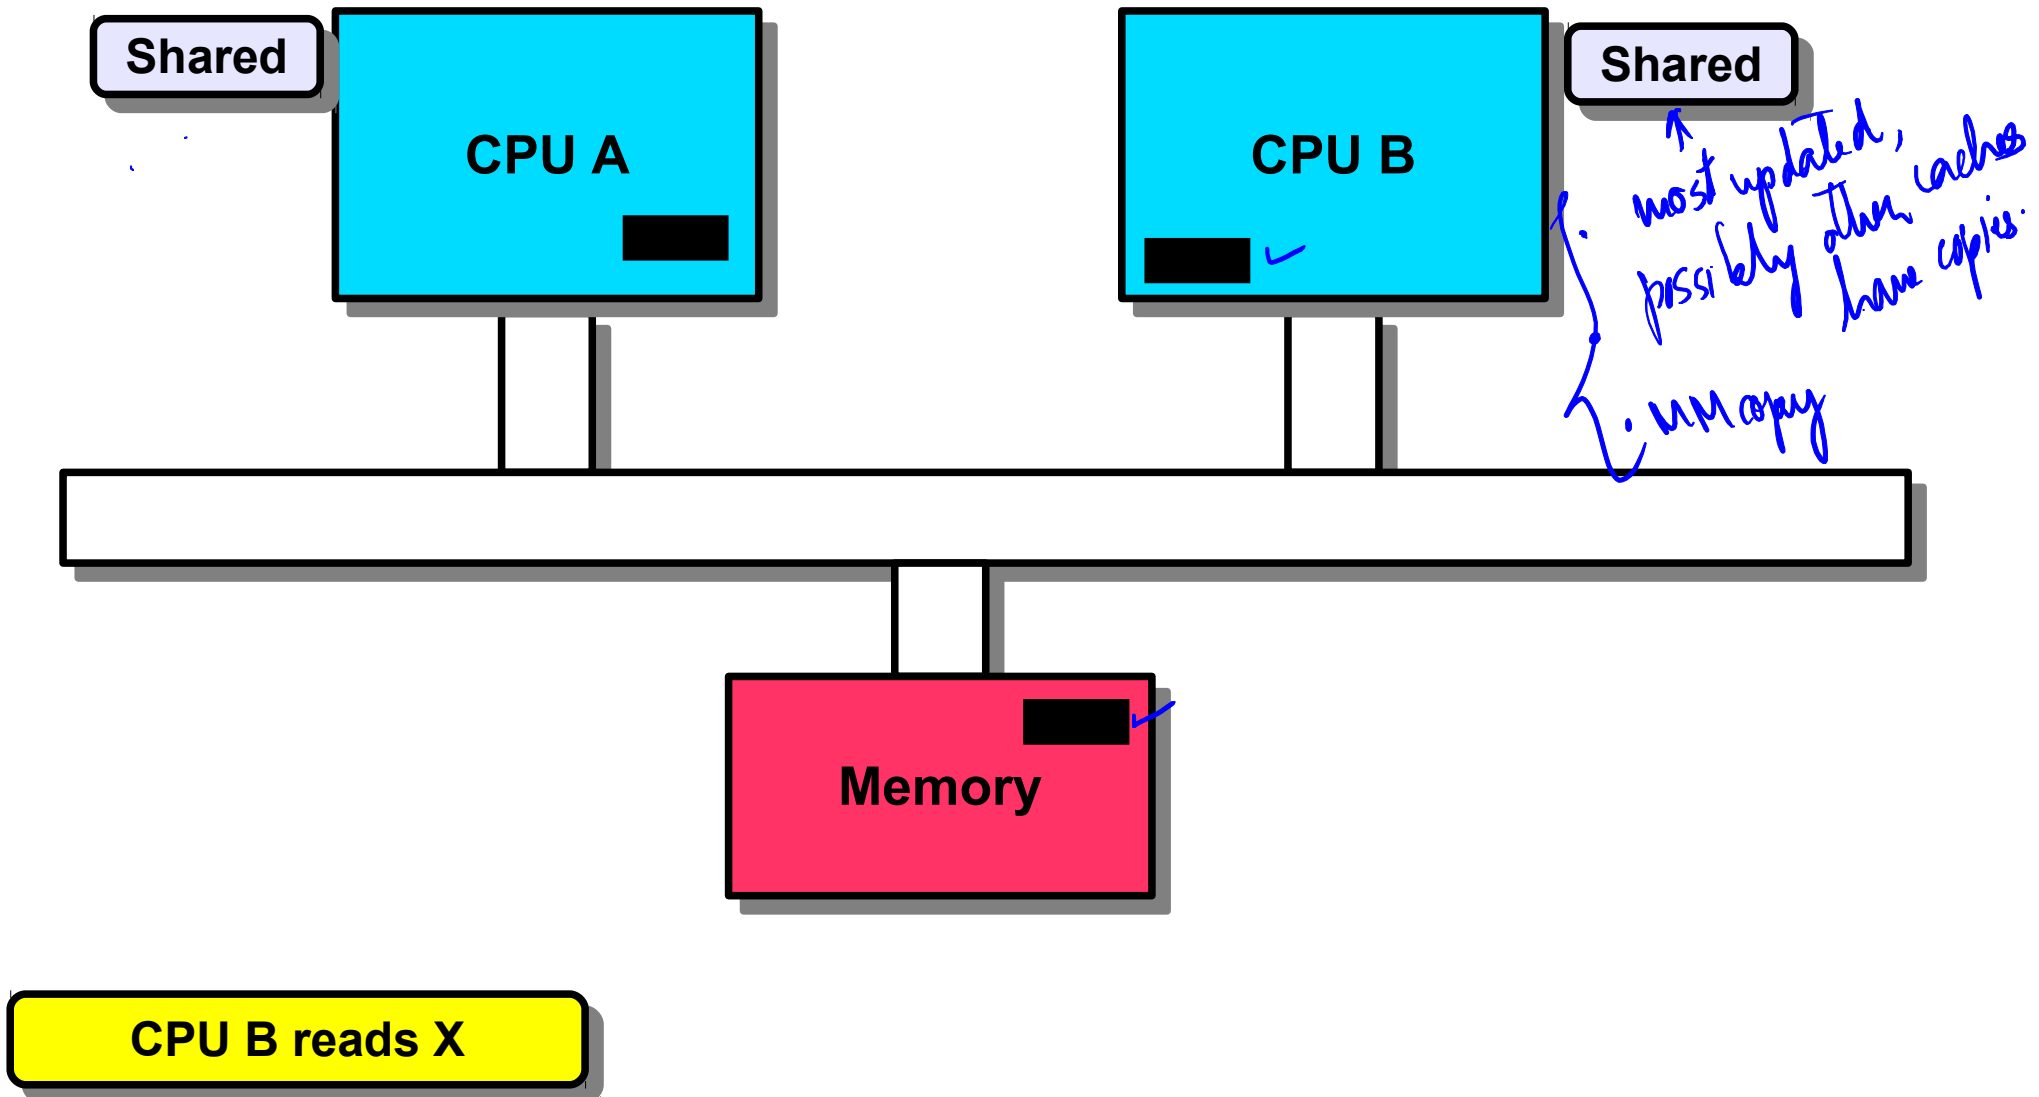 Shared
CPU A
CPU B
Shared
most updated,
possibly other caches
have copies.
. MM copy
Memory
CPU B reads X